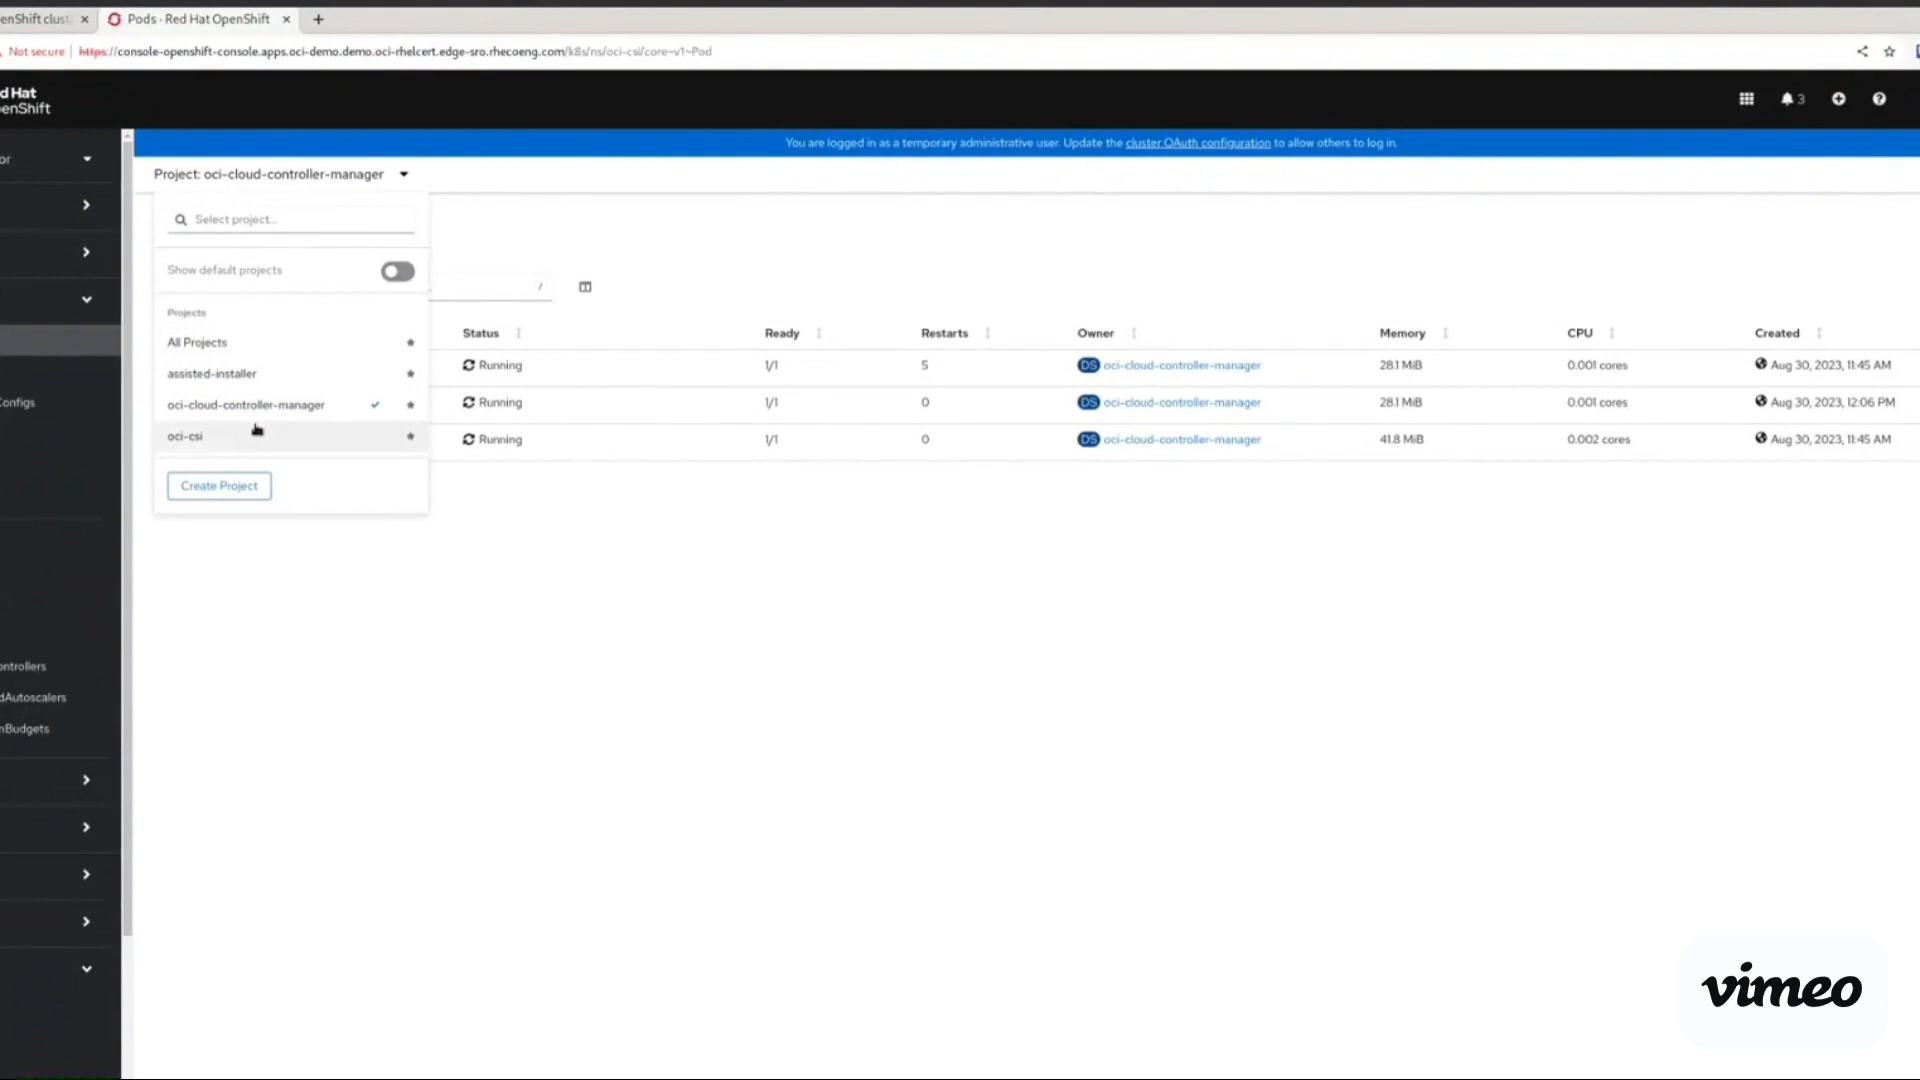 enShift clust
Pods · Red Hat OpenShift
Not secure | https://console-openshift-console.apps.oci-demo.demo.oci-rhelcert.edge-sro.rhecoeng.com/k8s/ns/oci-csi/core~v1~Pod
d Hat
enShift
3
or
You are logged in as a temporary administrative user. Update the cluster OAuth configuration to allow others to log in.
Project: oci-cloud-controller-manager
Select project...
Show default projects
/
Projects
All Projects
assisted-installer
oci-cloud-controller-manager
oci-csi
Create Project
Status Ready Restarts Owner Memory CPU Created
Running 1/1 5 DS oci-cloud-controller-manager 28.1 MiB 0.001 cores Aug 30, 2023, 11:45 AM
Running 1/1 0 DS oci-cloud-controller-manager 28.1 MiB 0.001 cores Aug 30, 2023, 12:06 PM
Running 1/1 0 DS oci-cloud-controller-manager 41.8 MiB 0.002 cores Aug 30, 2023, 11:45 AM
Configs
ontrollers
dAutoscalers
nBudgets
vimeo